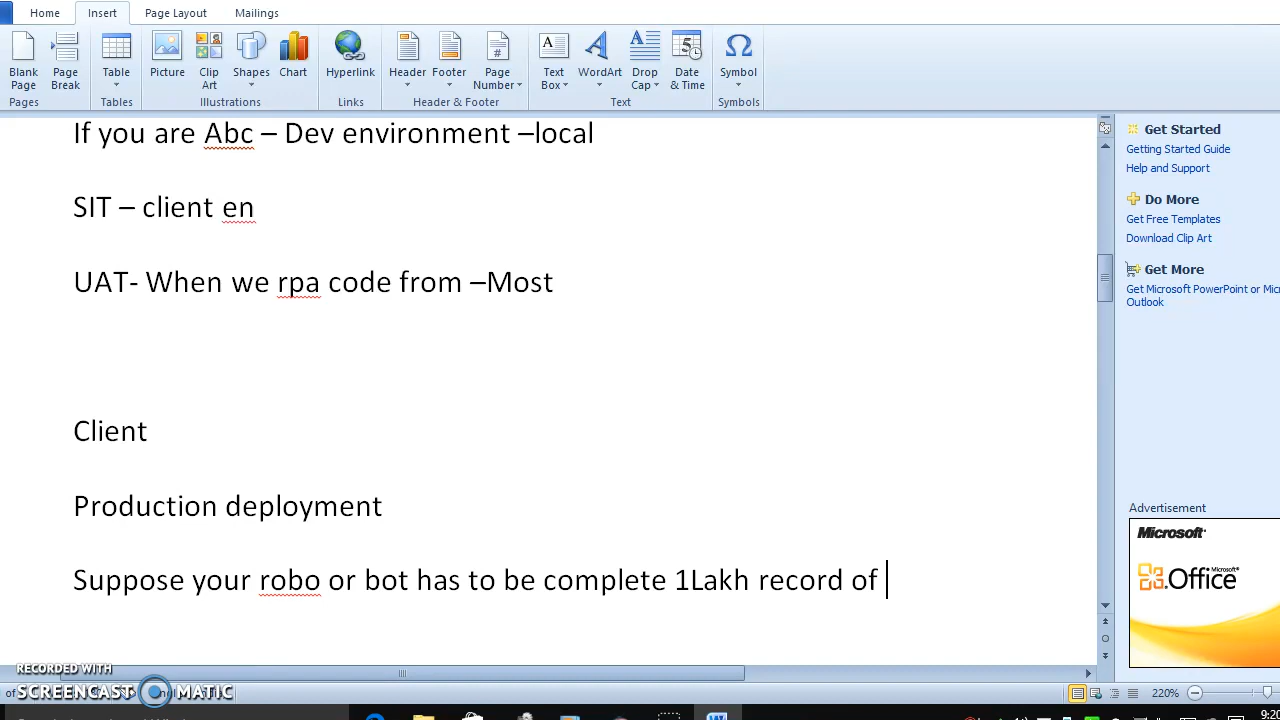 Home Insert Page Layout Mailings
Blank Page Page Break Table Picture Clip Art Shapes Chart Hyperlink Header Footer Page Number Text Box WordArt Drop Cap Date & Time Symbol
Pages Tables Illustrations Links Header & Footer Text Symbols
If you are Abc – Dev environment –local
SIT – client en
UAT- When we rpa code from –Most
Client
Production deployment
Suppose your robo or bot has to be complete 1Lakh record of
Get Started
Getting Started Guide
Help and Support
Do More
Get Free Templates
Download Clip Art
Get More
Get Microsoft PowerPoint or Mic
Outlook
Advertisement
Microsoft
Microsoft
Office
RECORDED WITH
SCREENCAST MATIC
of
220%
9:20